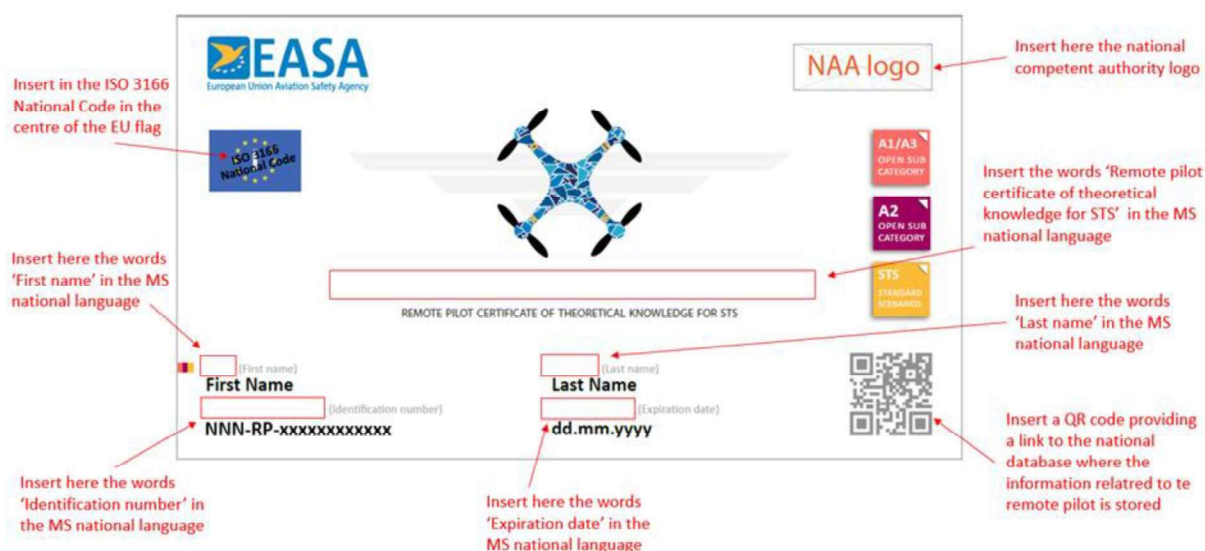 EASA
European Union Aviation Safety Agency
NAA logo
Insert here the national
competent authority logo
Insert in the ISO 3166
National Code in the
centre of the EU flag
ISO 3166
National Code
A1/A3
OPEN SUB
CATEGORY
A2
OPEN SUB
CATEGORY
STS
STANDARD
SCENARIOS
Insert the words ‘Remote pilot
certificate of theoretical
knowledge for STS’ in the MS
national language
Insert here the words
‘First name’ in the MS
national language
REMOTE PILOT CERTIFICATE OF THEORETICAL KNOWLEDGE FOR STS
Insert here the words
‘Last name’ in the MS
national language
(First name)
First Name
(Last name)
Last Name
(Identification number)
NNN-RP-xxxxxxxxxxxx
(Expiration date)
dd.mm.yyyy
Insert a QR code providing
a link to the national
database where the
information relatred to te
remote pilot is stored
Insert here the words
‘Identification number’ in
the MS national language
Insert here the words
‘Expiration date’ in the
MS national language